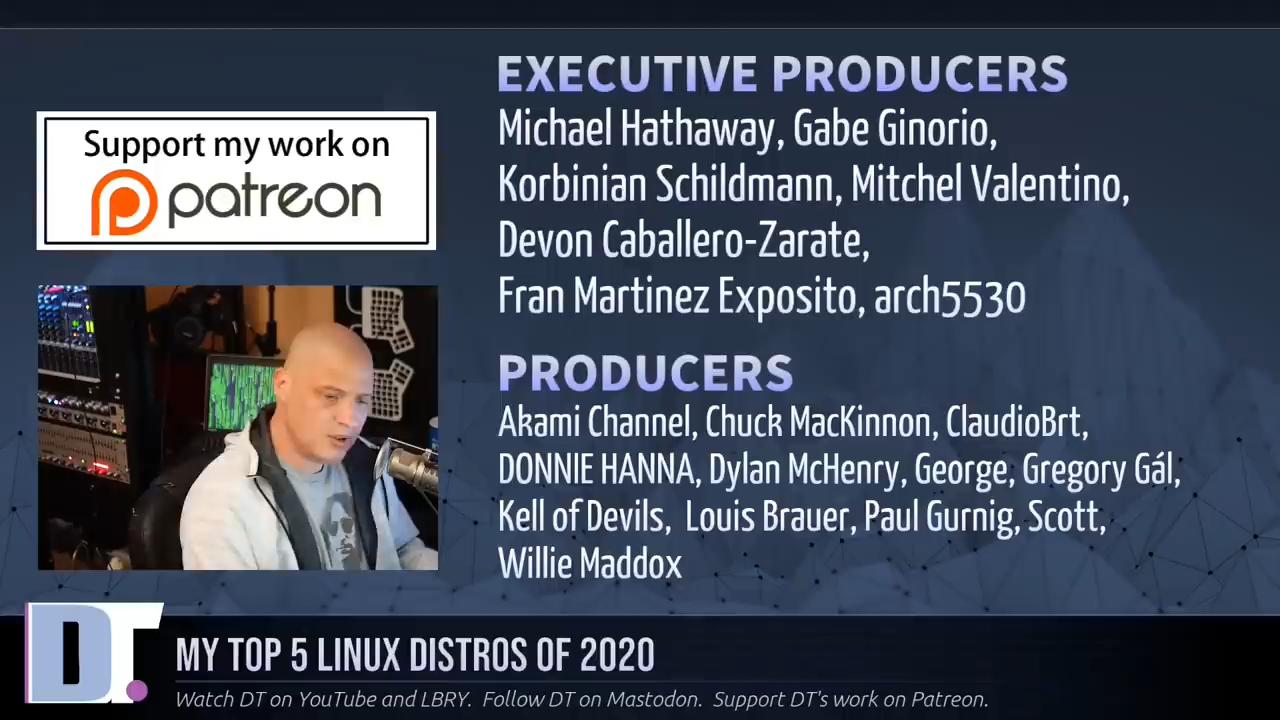 EXECUTIVE PRODUCERS
Michael Hathaway, Gabe Ginorio,
Korbinian Schildmann, Mitchel Valentino,
Devon Caballero-Zarate,
Fran Martinez Exposito, arch5530
Support my work on
patreon
PRODUCERS
Akami Channel, Chuck MacKinnon, ClaudioBrt,
DONNIE HANNA, Dylan McHenry, George, Gregory Gál,
Kell of Devils, Louis Brauer, Paul Gurnig, Scott,
Willie Maddox
DT.
MY TOP 5 LINUX DISTROS OF 2020
Watch DT on YouTube and LBRY. Follow DT on Mastodon. Support DT's work on Patreon.